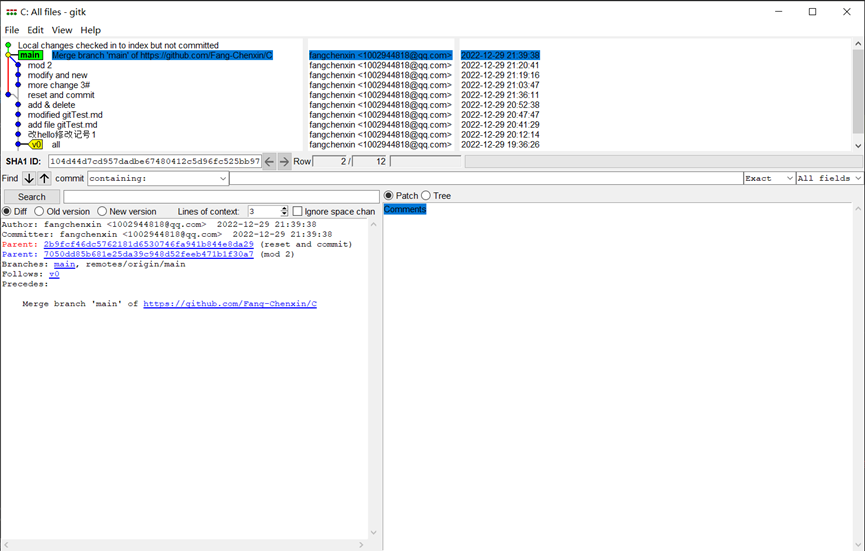 C: All files - gitk
File Edit View Help
Local changes checked in to index but not committed
main Merge branch 'main' of https://github.com/Fang-Chenxin/C fangchenxin <1002944818@qq.com> 2022-12-29 21:39:38
mod 2 fangchenxin <1002944818@qq.com> 2022-12-29 21:20:41
modify and new fangchenxin <1002944818@qq.com> 2022-12-29 21:19:16
more change 3# fangchenxin <1002944818@qq.com> 2022-12-29 21:03:47
reset and commit fangchenxin <1002944818@qq.com> 2022-12-29 21:36:11
add & delete fangchenxin <1002944818@qq.com> 2022-12-29 20:52:38
modified gitTest.md fangchenxin <1002944818@qq.com> 2022-12-29 20:47:47
add file gitTest.md fangchenxin <1002944818@qq.com> 2022-12-29 20:41:29
改hello修改记号1 fangchenxin <1002944818@qq.com> 2022-12-29 20:12:14
v0 all fangchenxin <1002944818@qq.com> 2022-12-29 19:36:26
SHA1 ID: 104d44d7cd957dadbe67480412c5d96fc525bb97 Row 2 / 12
Find commit containing: Exact All fields
Search Patch Tree
Diff Old version New version Lines of context: 3 Ignore space chan
Comments
Author: fangchenxin <1002944818@qq.com> 2022-12-29 21:39:38
Committer: fangchenxin <1002944818@qq.com> 2022-12-29 21:39:38
Parent: 2b9fcf46dc5762181d6530746fa941b844e8da29 (reset and commit)
Parent: 7050dd85b681e25da39c948d52feeb471b1f30a7 (mod 2)
Branches: main, remotes/origin/main
Follows: v0
Precedes:
Merge branch 'main' of https://github.com/Fang-Chenxin/C